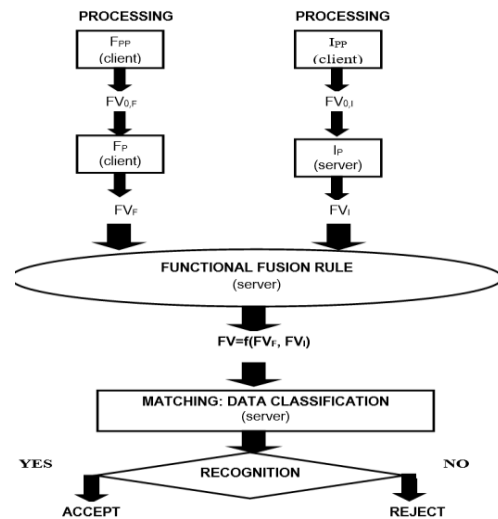 PROCESSING PROCESSING
FPP IPP
(client) (client)
FV0,F FV0,I
FP IP
(client) (server)
FVF FVI
FUNCTIONAL FUSION RULE
(server)
FV=f(FVF, FVI)
MATCHING: DATA CLASSIFICATION
(server)
YES NO
RECOGNITION
ACCEPT REJECT